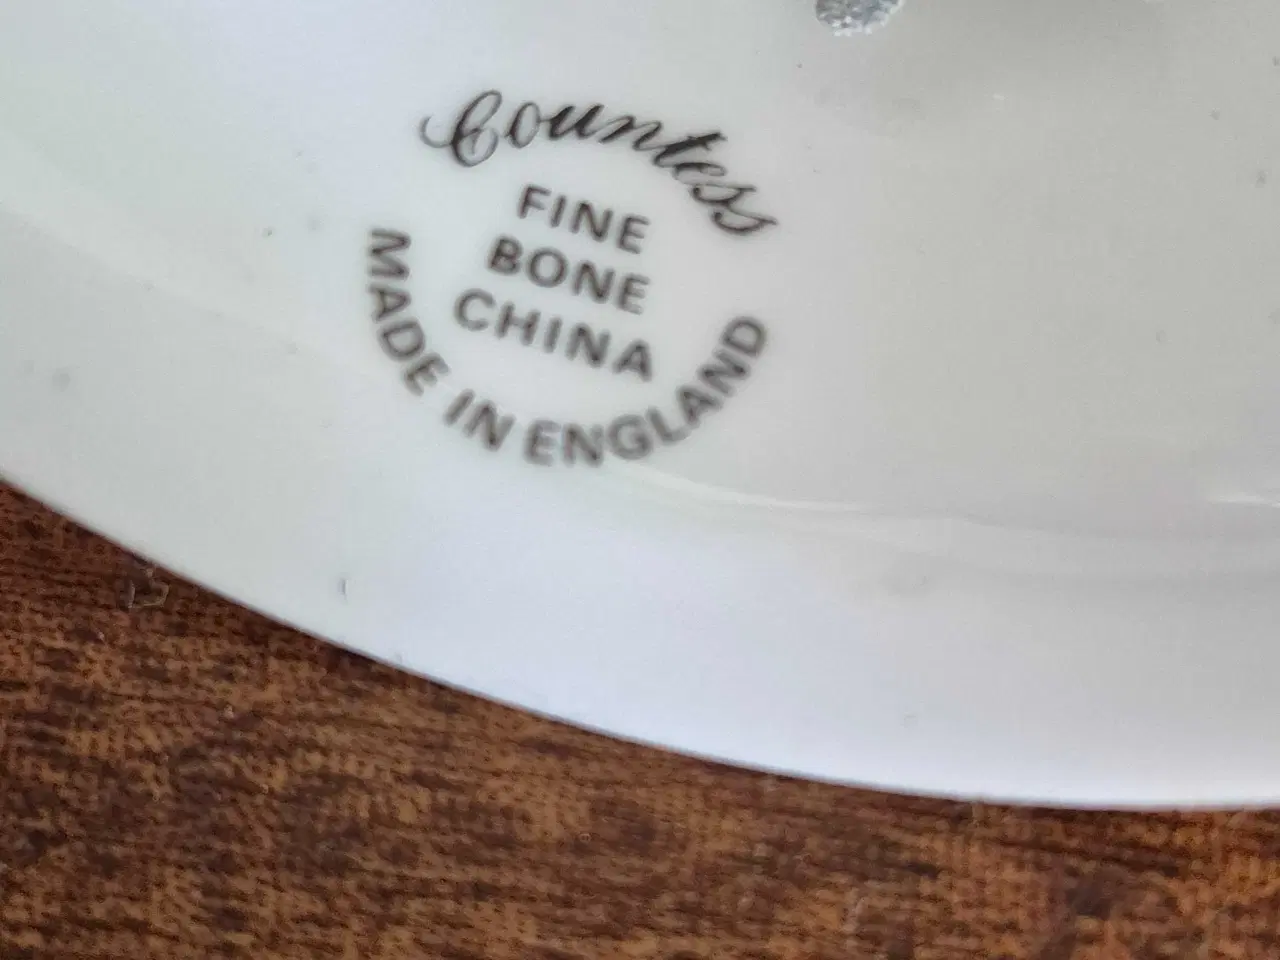 Countess
FINE
BONE
CHINA
MADE IN ENGLAND